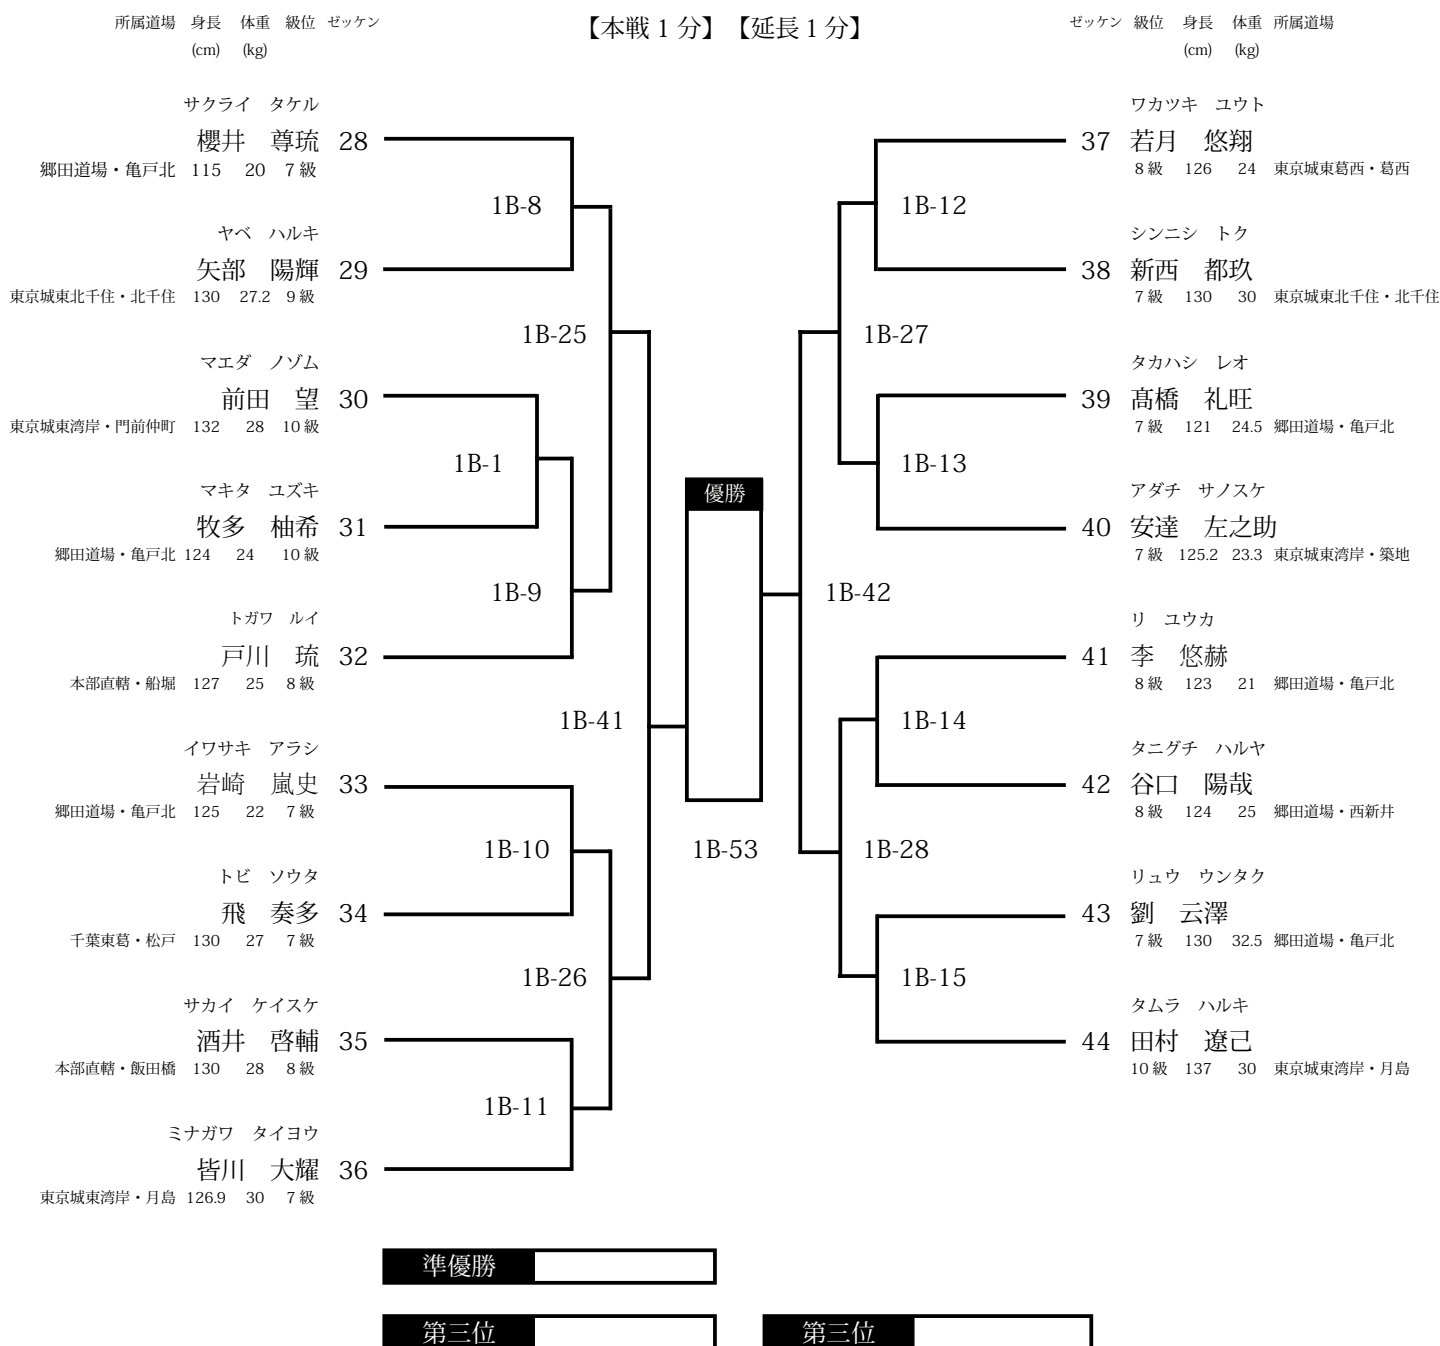 所属道場 身長 体重 級位 ゼッケン
(cm) (kg)
【本戦1分】【延長1分】
ゼッケン 級位 身長 体重 所属道場
(cm) (kg)
サクライ タケル
櫻井 尊琉 28
郷田道場・亀戸北 115 20 7級
1B-8
ヤベ ハルキ
矢部 陽輝 29
東京城東北千住・北千住 130 27.2 9級
1B-25
マエダ ノゾム
前田 望 30
東京城東湾岸・門前仲町 132 28 10級
1B-1
マキタ ユズキ
牧多 柚希 31
郷田道場・亀戸北 124 24 10級
1B-9
トガワ ルイ
戸川 琉 32
本部直轄・船堀 127 25 8級
1B-41
イワサキ アラシ
岩崎 嵐史 33
郷田道場・亀戸北 125 22 7級
1B-10
トビ ソウタ
飛 奏多 34
千葉東葛・松戸 130 27 7級
1B-26
サカイ ケイスケ
酒井 啓輔 35
本部直轄・飯田橋 130 28 8級
1B-11
ミナガワ タイヨウ
皆川 大耀 36
東京城東湾岸・月島 126.9 30 7級
優勝
1B-53
ワカツキ ユウト
37 若月 悠翔
8級 126 24 東京城東葛西・葛西
1B-12
シンニシ トク
38 新西 都玖
7級 130 30 東京城東北千住・北千住
1B-27
タカハシ レオ
39 髙橋 礼旺
7級 121 24.5 郷田道場・亀戸北
1B-13
アダチ サノスケ
40 安達 左之助
7級 125.2 23.3 東京城東湾岸・築地
1B-42
リ ユウカ
41 李 悠赫
8級 123 21 郷田道場・亀戸北
1B-14
タニグチ ハルヤ
42 谷口 陽哉
8級 124 25 郷田道場・西新井
1B-28
リュウ ウンタク
43 劉 云澤
7級 130 32.5 郷田道場・亀戸北
1B-15
タムラ ハルキ
44 田村 遼己
10級 137 30 東京城東湾岸・月島
準優勝
第三位 第三位